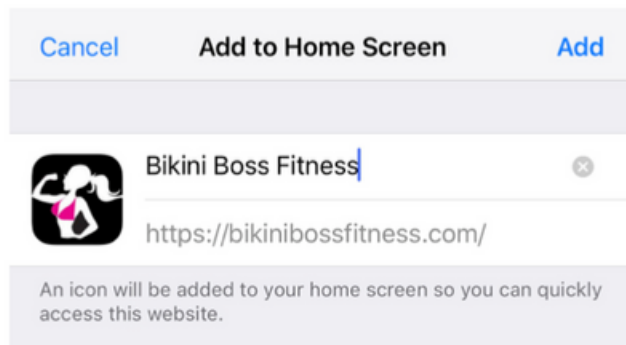 Cancel Add to Home Screen Add
Bikini Boss Fitness
https://bikinibossfitness.com/
An icon will be added to your home screen so you can quickly
access this website.